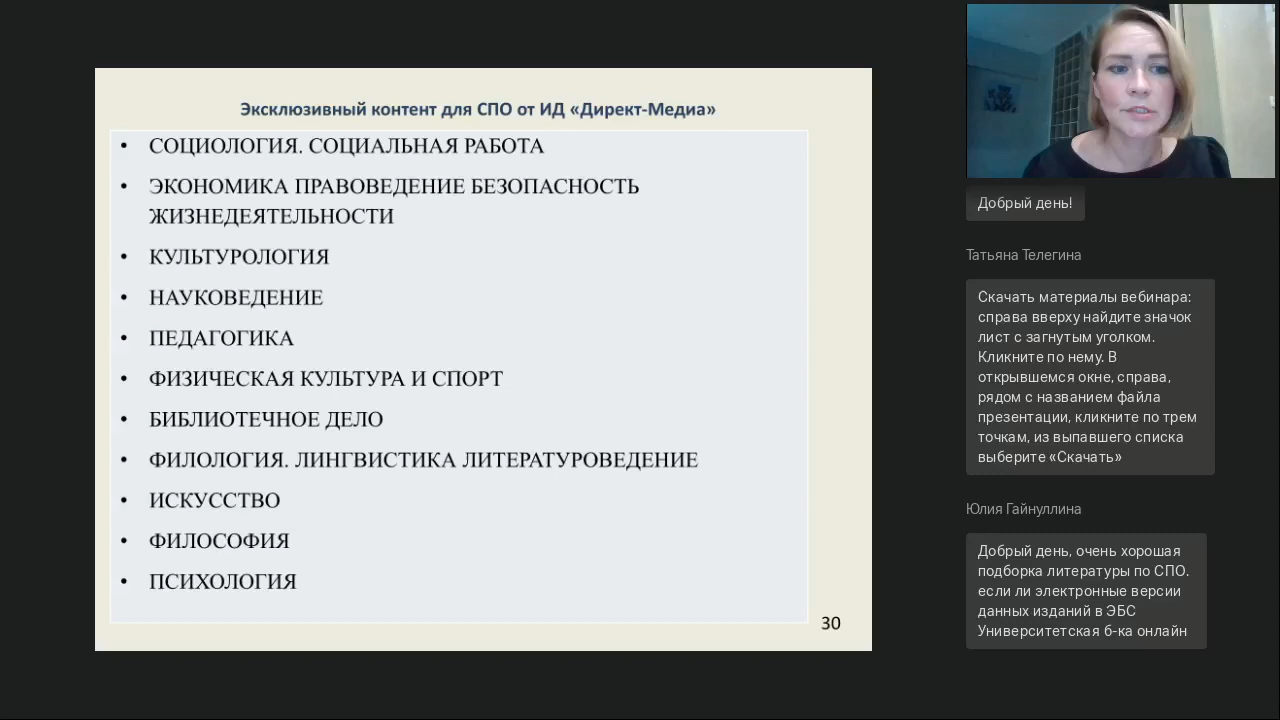 Эксклюзивный контент для СПО от ИД «Директ-Медиа»
• СОЦИОЛОГИЯ. СОЦИАЛЬНАЯ РАБОТА
• ЭКОНОМИКА ПРАВОВЕДЕНИЕ БЕЗОПАСНОСТЬ
ЖИЗНЕДЕЯТЕЛЬНОСТИ
• КУЛЬТУРОЛОГИЯ
• НАУКОВЕДЕНИЕ
• ПЕДАГОГИКА
• ФИЗИЧЕСКАЯ КУЛЬТУРА И СПОРТ
• БИБЛИОТЕЧНОЕ ДЕЛО
• ФИЛОЛОГИЯ. ЛИНГВИСТИКА ЛИТЕРАТУРОВЕДЕНИЕ
• ИСКУССТВО
• ФИЛОСОФИЯ
• ПСИХОЛОГИЯ
30
Добрый день!
Татьяна Телегина
Скачать материалы вебинара:
справа вверху найдите значок
лист с загнутым уголком.
Кликните по нему. В
открывшемся окне, справа,
рядом с названием файла
презентации, кликните по трем
точкам, из выпавшего списка
выберите «Скачать»
Юлия Гайнуллина
Добрый день, очень хорошая
подборка литературы по СПО.
если ли электронные версии
данных изданий в ЭБС
Университетская б-ка онлайн